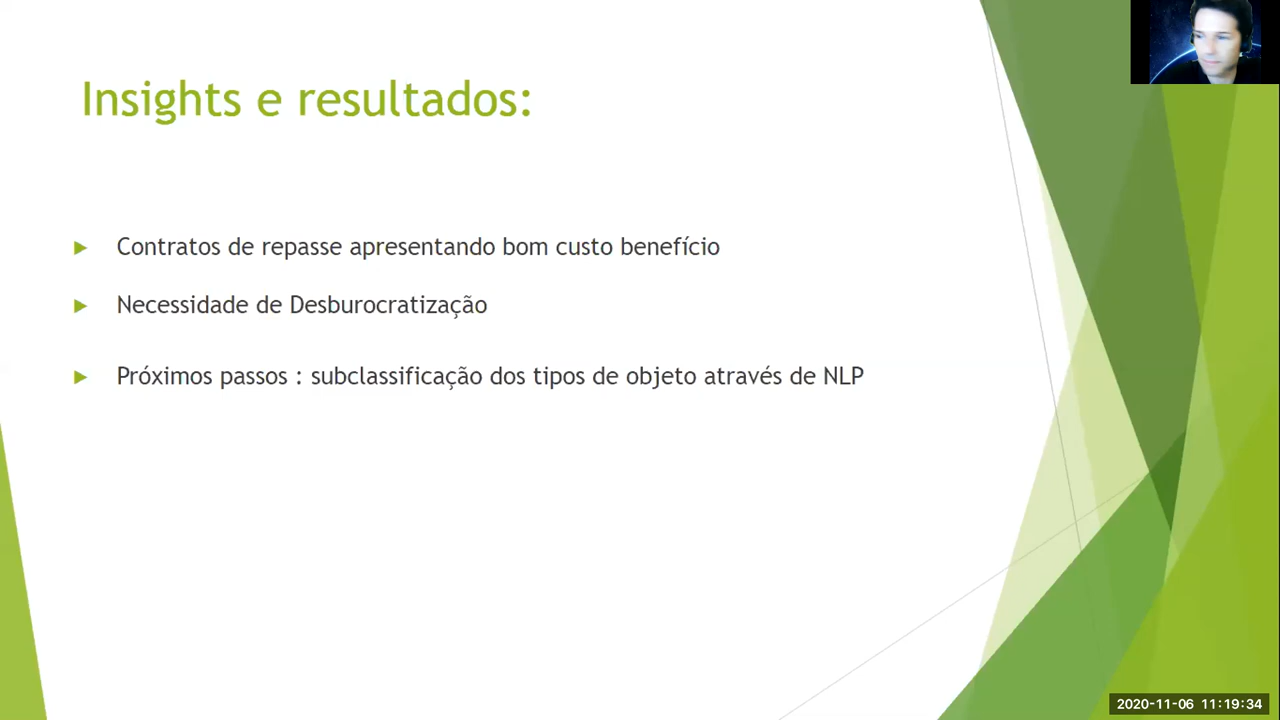 Insights e resultados:
Contratos de repasse apresentando bom custo benefício
Necessidade de Desburocratização
Próximos passos : subclassificação dos tipos de objeto através de NLP
2020-11-06 11:19:34